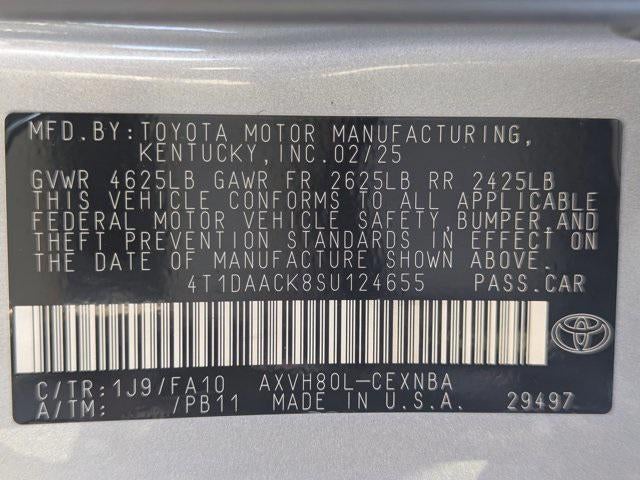 MFD.BY:TOYOTA MOTOR MANUFACTURING,
KENTUCKY,INC.02/25
GVWR 4625LB GAWR FR 2625LB RR 2425LB
THIS VEHICLE CONFORMS TO ALL APPLICABLE
FEDERAL MOTOR VEHICLE SAFETY,BUMPER,AND
THEFT PREVENTION STANDARDS IN EFFECT ON
THE DATE OF MANUFACTURE SHOWN ABOVE.
4T1DAACK8SU124655 PASS.CAR
C/TR:1J9/FA10 AXVH80L-CEXNBA
A/TM: /PB11 MADE IN U.S.A. 29497